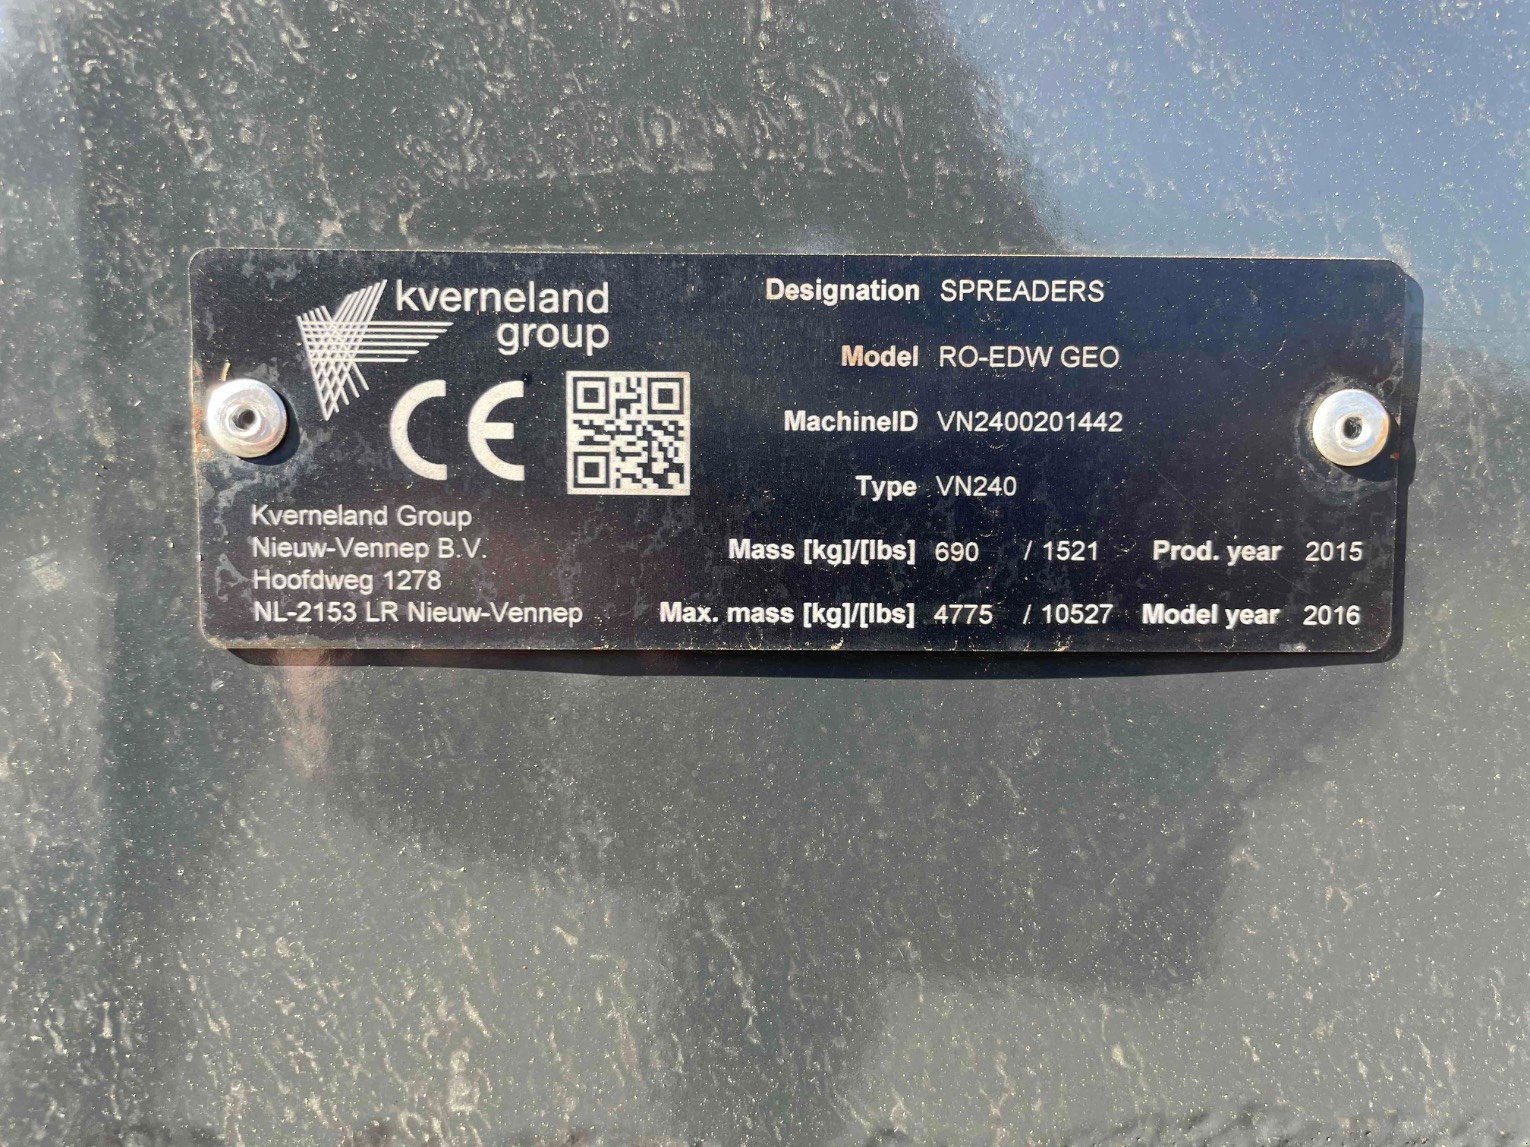 kverneland
group
CE
Kverneland Group
Nieuw-Vennep B.V.
Hoofdweg 1278
NL-2153 LR Nieuw-Vennep
Designation SPREADERS
Model RO-EDW GEO
MachineID VN2400201442
Type VN240
Mass [kg]/[lbs] 690 / 1521 Prod. year 2015
Max. mass [kg]/[lbs] 4775 / 10527 Model year 2016